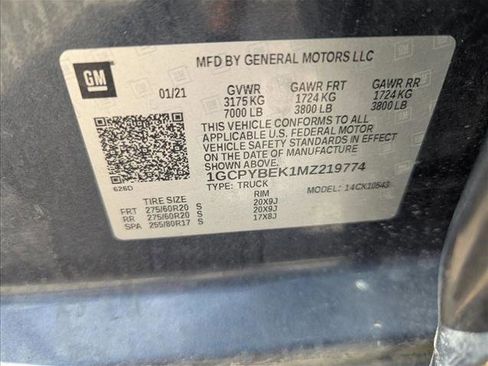 GM
MFD BY GENERAL MOTORS LLC
01/21 GVWR GAWR FRT GAWR RR
3175 KG 1724 KG 1724 KG
7000 LB 3800 LB 3800 LB
THIS VEHICLE CONFORMS TO ALL
APPLICABLE U.S. FEDERAL MOTOR
VEHICLE SAFETY STANDARDS IN
EFFECT ON THE DATE OF MANUFACTURE
SHOWN ABOVE.
1GCPYBEK1MZ219774
TYPE: TRUCK MODEL: 14CK10543
626D
TIRE SIZE RIM
FRT 275/60R20 S 20X9J
RR 275/60R20 S 20X9J
SPA 255/80R17 S 17X8J